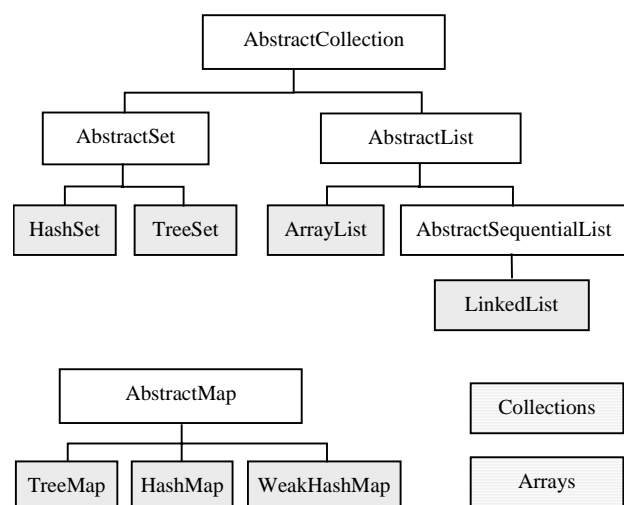 AbstractCollection
AbstractSet
AbstractList
HashSet
TreeSet
ArrayList
AbstractSequentialList
LinkedList
AbstractMap
Collections
TreeMap
HashMap
WeakHashMap
Arrays